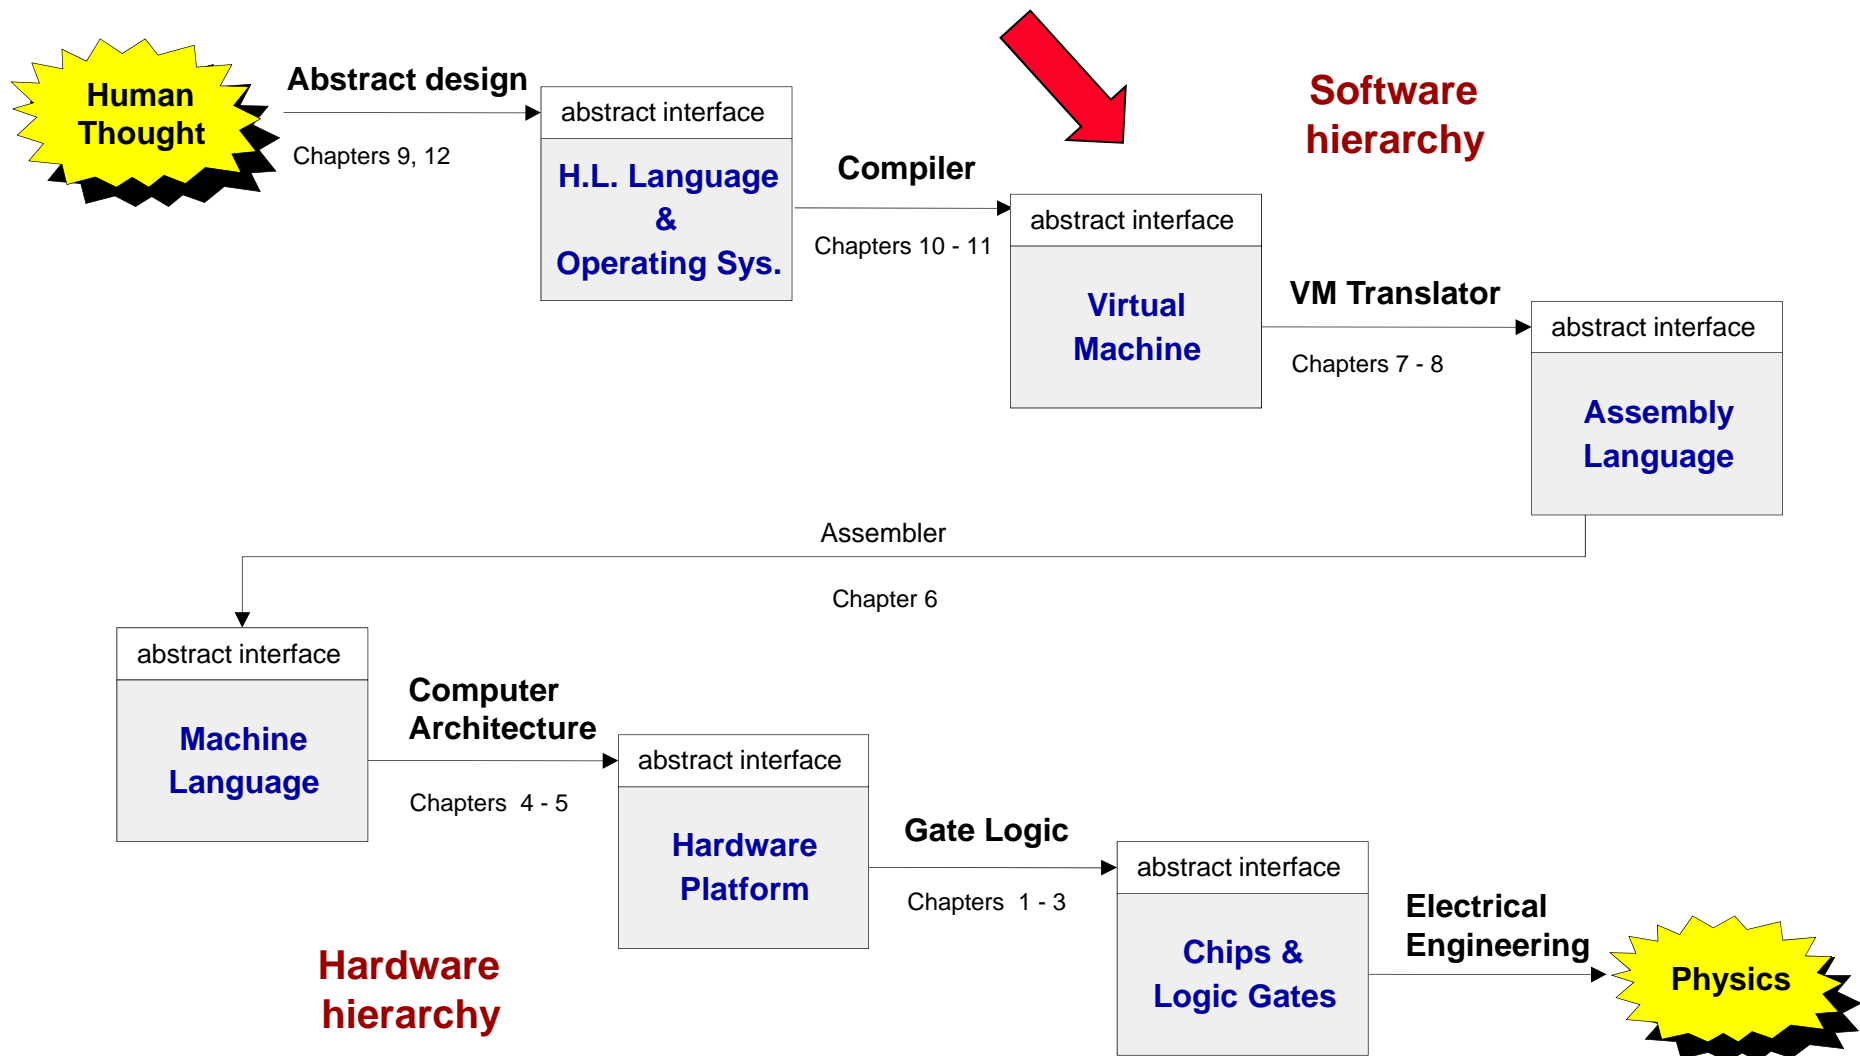 Human
Thought
Abstract design
Chapters 9, 12
abstract interface
H.L. Language
&
Operating Sys.
Compiler
Chapters 10 - 11
Software
hierarchy
abstract interface
Virtual
Machine
VM Translator
Chapters 7 - 8
abstract interface
Assembly
Language
Assembler
Chapter 6
abstract interface
Machine
Language
Computer
Architecture
Chapters 4 - 5
abstract interface
Hardware
Platform
Gate Logic
Chapters 1 - 3
abstract interface
Chips &
Logic Gates
Electrical
Engineering
Physics
Hardware
hierarchy